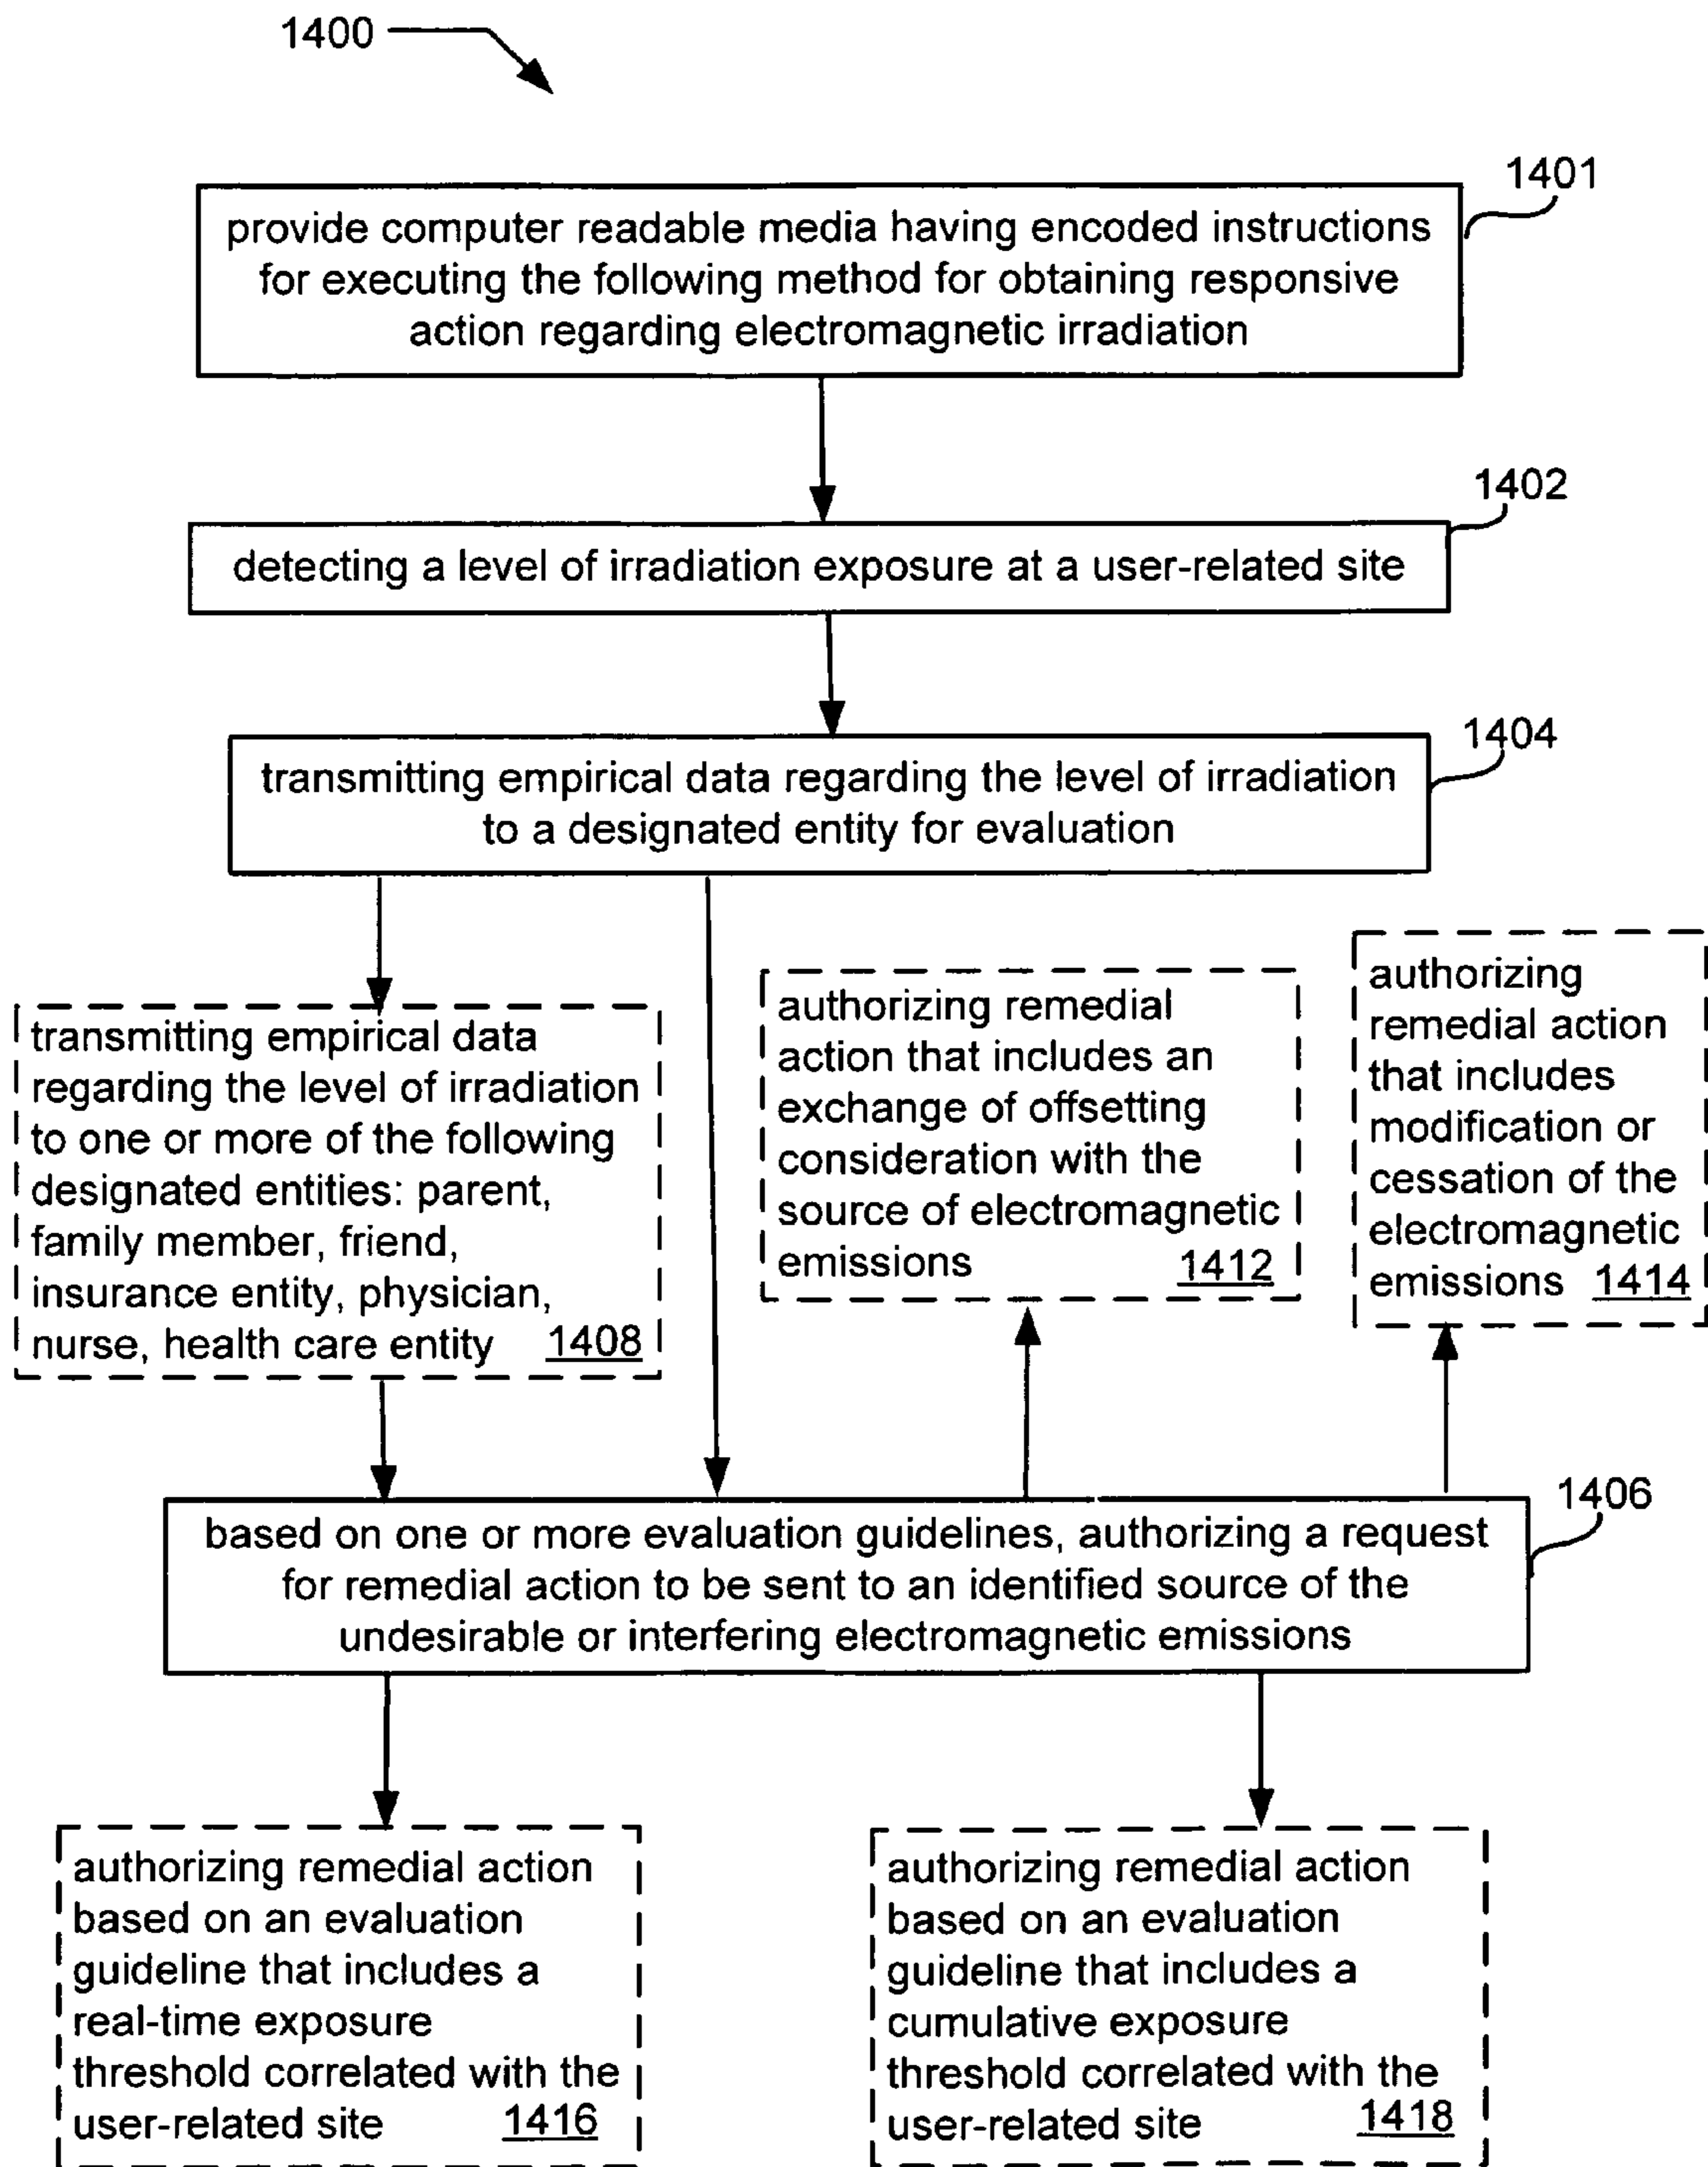 1400
1401
provide computer readable media having encoded instructions
for executing the following method for obtaining responsive
action regarding electromagnetic irradiation
1402
detecting a level of irradiation exposure at a user-related site
1404
transmitting empirical data regarding the level of irradiation
to a designated entity for evaluation
transmitting empirical data
regarding the level of irradiation
to one or more of the following
designated entities: parent,
family member, friend,
insurance entity, physician,
nurse, health care entity 1408
authorizing remedial
action that includes an
exchange of offsetting
consideration with the
source of electromagnetic
emissions 1412
authorizing
remedial action
that includes
modification or
cessation of the
electromagnetic
emissions 1414
1406
based on one or more evaluation guidelines, authorizing a request
for remedial action to be sent to an identified source of the
undesirable or interfering electromagnetic emissions
authorizing remedial action
based on an evaluation
guideline that includes a
real-time exposure
threshold correlated with the
user-related site 1416
authorizing remedial action
based on an evaluation
guideline that includes a
cumulative exposure
threshold correlated with the
user-related site 1418